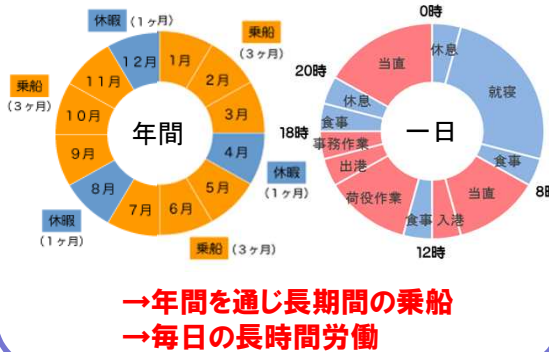 休暇 (1ヶ月)
乗船
(3ヶ月)
乗船
(3ヶ月)
休暇
(1ヶ月)
休暇
(1ヶ月)
乗船 (3ヶ月)
1月
2月
3月
4月
5月
6月
7月
8月
9月
10月
11月
12月
年間
0時
8時
12時
18時
20時
休息
就寝
食事
当直
入港
食事
荷役作業
出港
事務作業
食事
休息
当直
一日
→年間を通じ長期間の乗船
→毎日の長時間労働